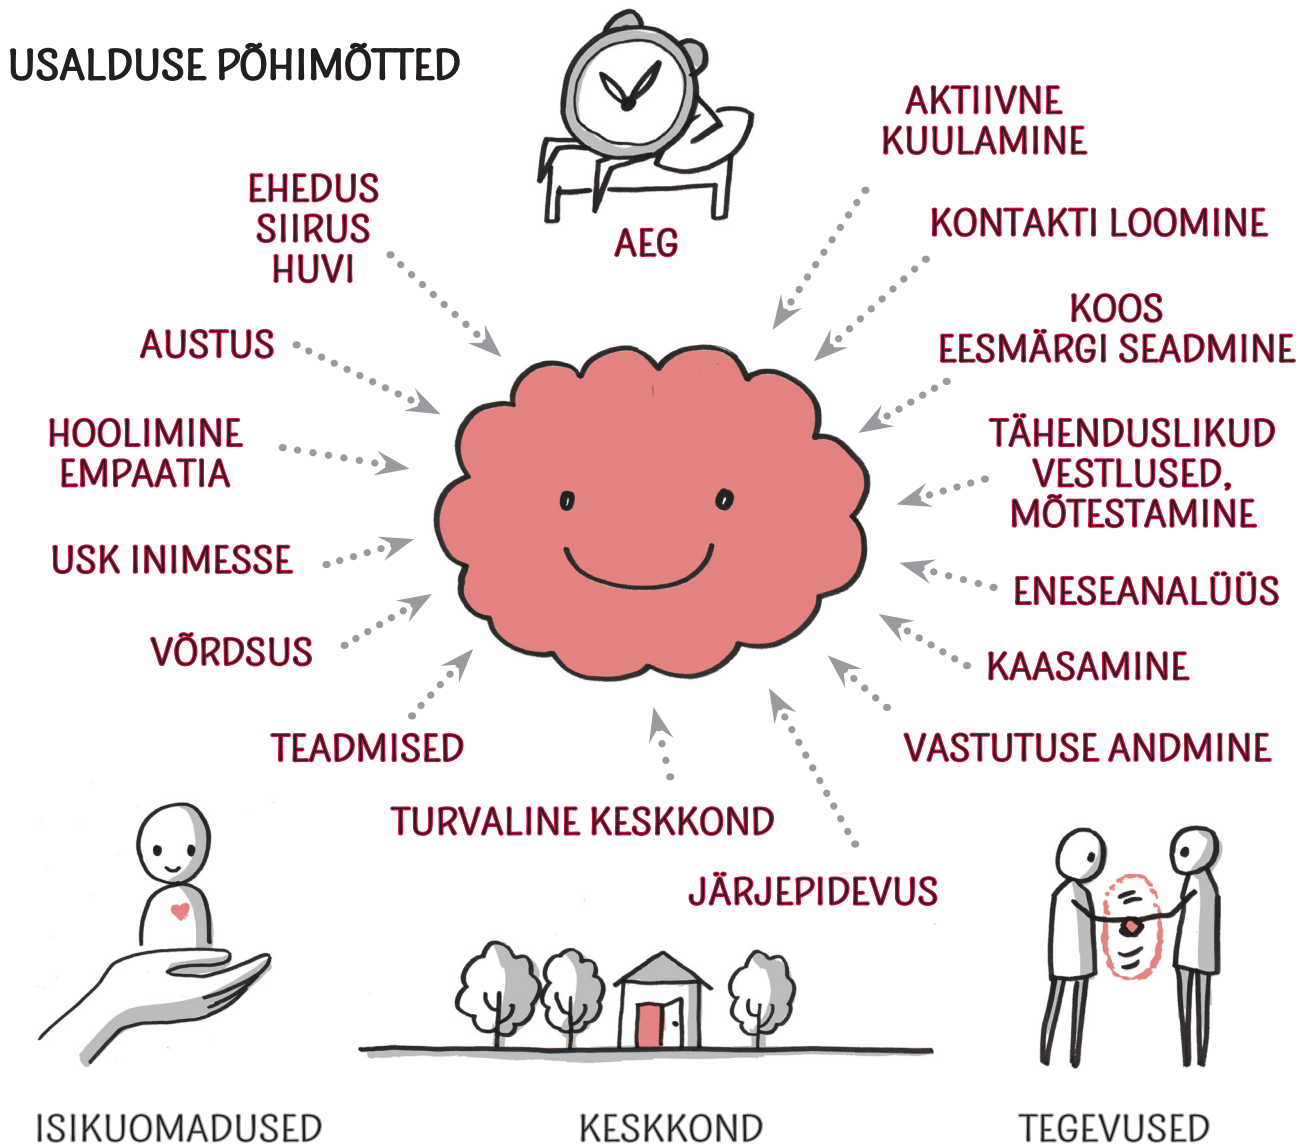 USALDUSE PÕHIMÕTTED
AEG
EHEDUS
SIIRUS
HUVI
AUSTUS
HOOLIMINE
EMPAATIA
USK INIMESSE
VÕRDSUS
TEADMISED
TURVALINE KESKKOND
JÄRJEPIDEVUS
AKTIIVNE
KUULAMINE
KONTAKTI LOOMINE
KOOS
EESMÄRGI SEADMINE
TÄHENDUSLIKUD
VESTLUSED,
MÕTESTAMINE
ENESEANALÜÜS
KAASAMINE
VASTUTUSE ANDMINE
ISIKUOMADUSED
KESKKOND
TEGEVUSED